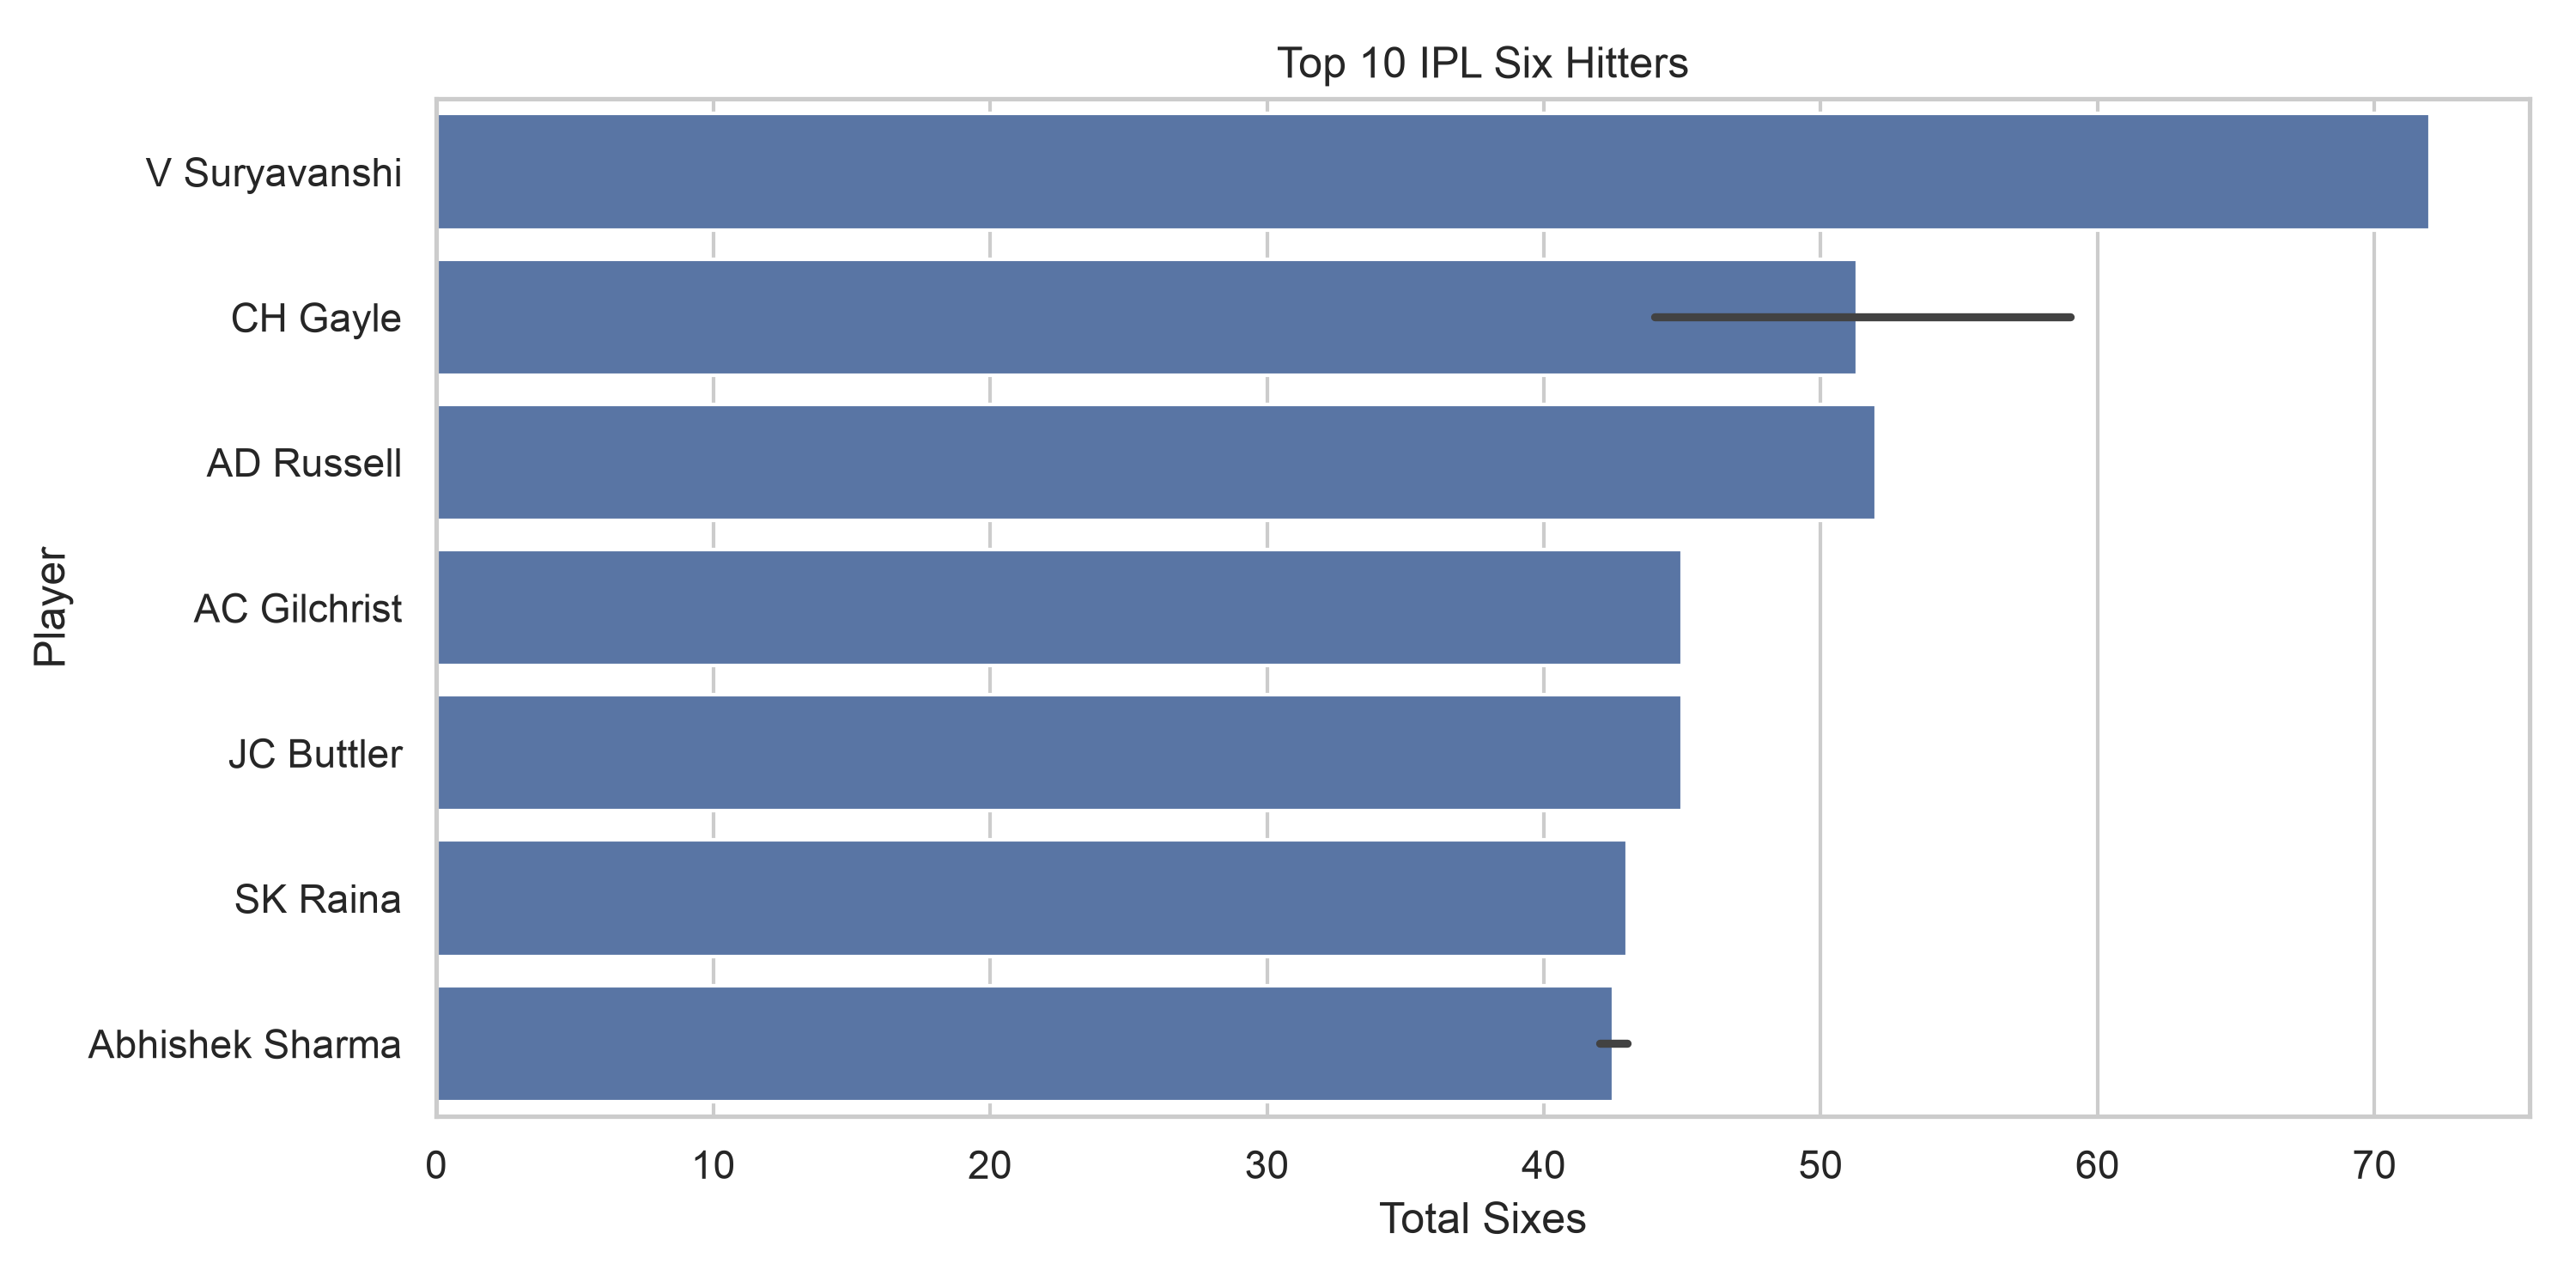 Top 10 IPL Six Hitters
Player
V Suryavanshi
CH Gayle
AD Russell
AC Gilchrist
JC Buttler
SK Raina
Abhishek Sharma
0 10 20 30 40 50 60 70
Total Sixes